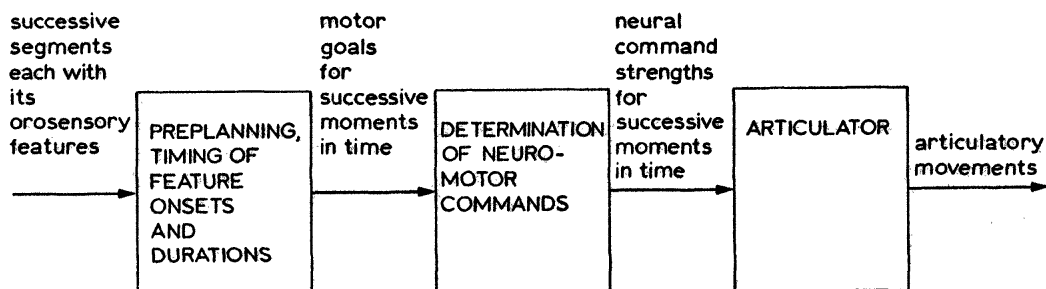 successive
segments
each with
its
orosensory
features
PREPLANNING,
TIMING OF
FEATURE
ONSETS
AND
DURATIONS
motor
goals
for
successive
moments
in time
DETERMINATION
OF NEURO-
MOTOR
COMMANDS
neural
command
strengths
for
successive
moments
in time
ARTICULATOR
articulatory
movements